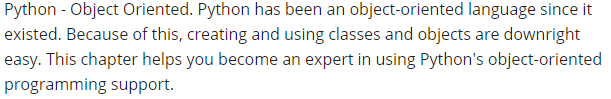 Python - Object Oriented. Python has been an object-oriented language since it
existed. Because of this, creating and using classes and objects are downright
easy. This chapter helps you become an expert in using Python's object-oriented
programming support.